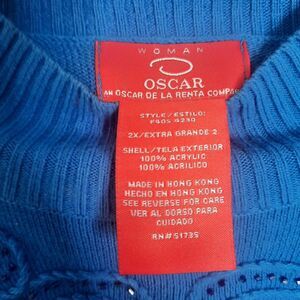 WOMAN
OSCAR
AN OSCAR DE LA RENTA COMPA
STYLE/ESTILO:
2X/EXTRA GRANDE 2
SHELL/TELA EXTERIOR
100% ACRYLIC
100% ACRILICO
MADE IN HONG KONG
HECHO EN HONG KONG
SEE REVERSE FOR CARE
VER AL DORSO PARA
CUIDADO
RN#51735